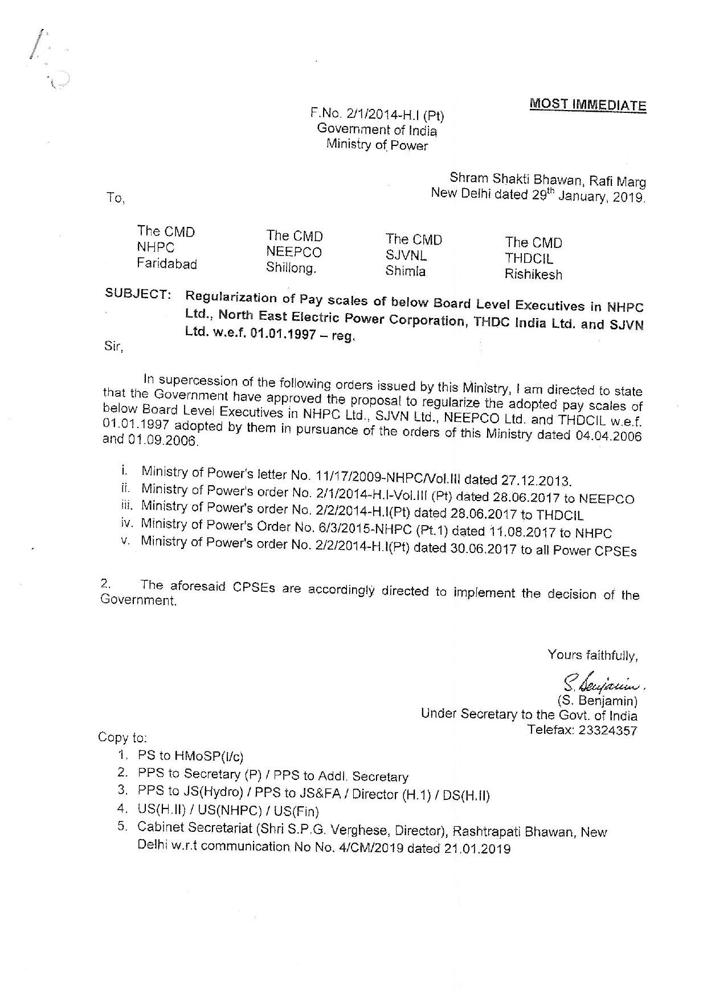 MOST IMMEDIATE
F.No. 2/1/2014-H.I (Pt)
Government of India
Ministry of Power
Shram Shakti Bhawan, Rafi Marg
New Delhi dated 29th January, 2019.
To,
The CMD
NHPC
Faridabad
The CMD
NEEPCO
Shillong.
The CMD
SJVNL
Shimla
The CMD
THDCIL
Rishikesh
SUBJECT: Regularization of Pay scales of below Board Level Executives in NHPC
Ltd., North East Electric Power Corporation, THDC India Ltd. and SJVN
Ltd. w.e.f. 01.01.1997 – reg.
Sir,
In supercession of the following orders issued by this Ministry, I am directed to state
that the Government have approved the proposal to regularize the adopted pay scales of
below Board Level Executives in NHPC Ltd., SJVN Ltd., NEEPCO Ltd. and THDCIL w.e.f.
01.01.1997 adopted by them in pursuance of the orders of this Ministry dated 04.04.2006
and 01.09.2006.
i. Ministry of Power's letter No. 11/17/2009-NHPC/Vol.III dated 27.12.2013.
ii. Ministry of Power's order No. 2/1/2014-H.I-Vol.III (Pt) dated 28.06.2017 to NEEPCO
iii. Ministry of Power's order No. 2/2/2014-H.I(Pt) dated 28.06.2017 to THDCIL
iv. Ministry of Power's Order No. 6/3/2015-NHPC (Pt.1) dated 11.08.2017 to NHPC
v. Ministry of Power's order No. 2/2/2014-H.I(Pt) dated 30.06.2017 to all Power CPSEs
2. The aforesaid CPSEs are accordingly directed to implement the decision of the
Government.
Yours faithfully,
S. Benjamin.
(S. Benjamin)
Under Secretary to the Govt. of India
Telefax: 23324357
Copy to:
1. PS to HMoSP(I/c)
2. PPS to Secretary (P) / PPS to Addl. Secretary
3. PPS to JS(Hydro) / PPS to JS&FA / Director (H.1) / DS(H.II)
4. US(H.II) / US(NHPC) / US(Fin)
5. Cabinet Secretariat (Shri S.P.G. Verghese, Director), Rashtrapati Bhawan, New
Delhi w.r.t communication No No. 4/CM/2019 dated 21.01.2019